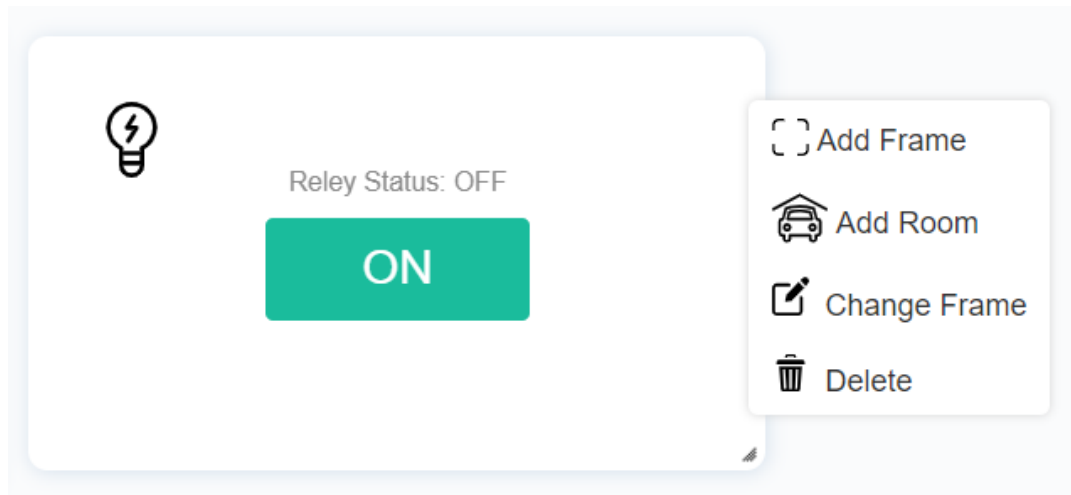 Reley Status: OFF
ON
Add Frame
Add Room
Change Frame
Delete